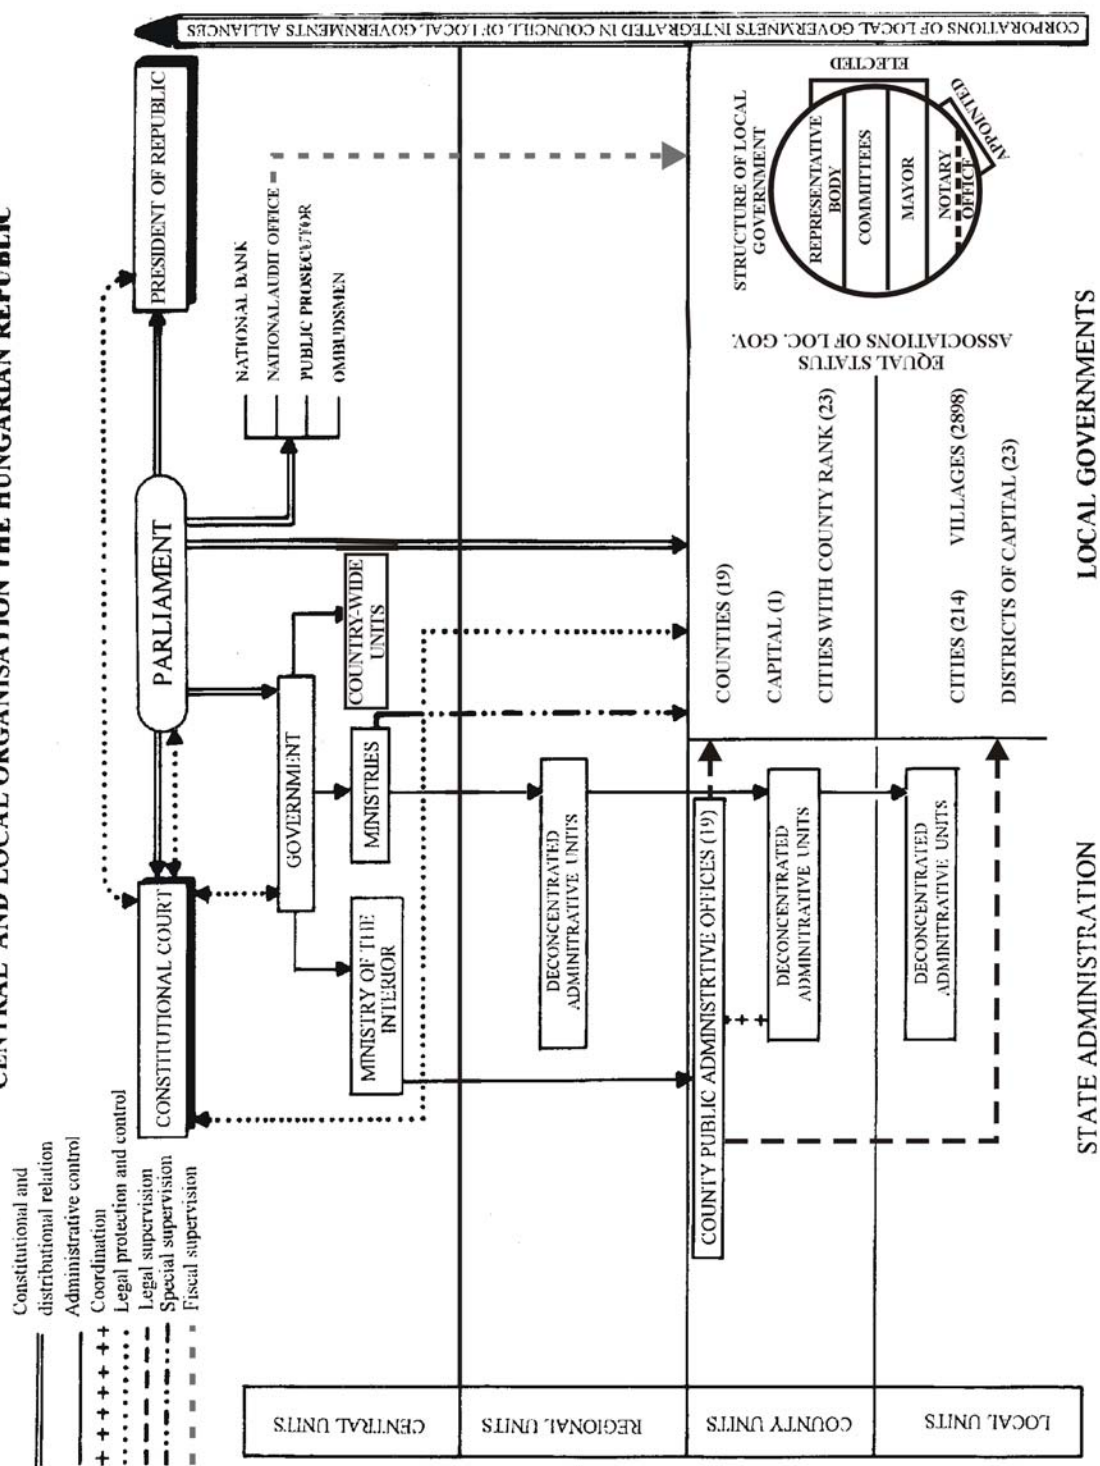 CENTRAL AND LOCAL ORGANISATION THE HUNGARIAN REPUBLIC
Constitutional and
distributional relation
Administrative control
Coordination
Legal protection and control
Legal supervision
Special supervision
Fiscal supervision
CONSTITUTIONAL COURT
PARLIAMENT
PRESIDENT OF REPUBLIC
NATIONAL BANK
NATIONAL AUDIT OFFICE
PUBLIC PROSECUTOR
OMBUDSMEN
GOVERNMENT
MINISTRY OF THE
INTERIOR
MINISTRIES
COUNTRY-WIDE
UNITS
CENTRAL UNITS
REGIONAL UNITS
COUNTY UNITS
LOCAL UNITS
DECONCENTRATED
ADMINITRATIVE UNITS
COUNTY PUBLIC ADMINISTRTIVE OFFICES (19)
DECONCENTRATED
ADMINITRATIVE UNITS
DECONCENTRATED
ADMINITRATIVE UNITS
COUNTIES (19)
CAPITAL (1)
CITIES WITH COUNTY RANK (23)
CITIES (214) VILLAGES (2898)
DISTRICTS OF CAPITAL (23)
EQUAL STATUS
ASSOCIATIONS OF LOC. GOV.
STRUCTURE OF LOCAL
GOVERNMENT
REPRESENTATIVE
BODY
COMMITTEES
MAYOR
NOTARY
OFFICE
ELECTED
APPOINTED
CORPORATIONS OF LOCAL GOVERNMNETS INTEGRATED IN COUNCILL OF LOCAL GOVERNMENTS ALLIANCES
STATE ADMINISTRATION
LOCAL GOVERNMENTS